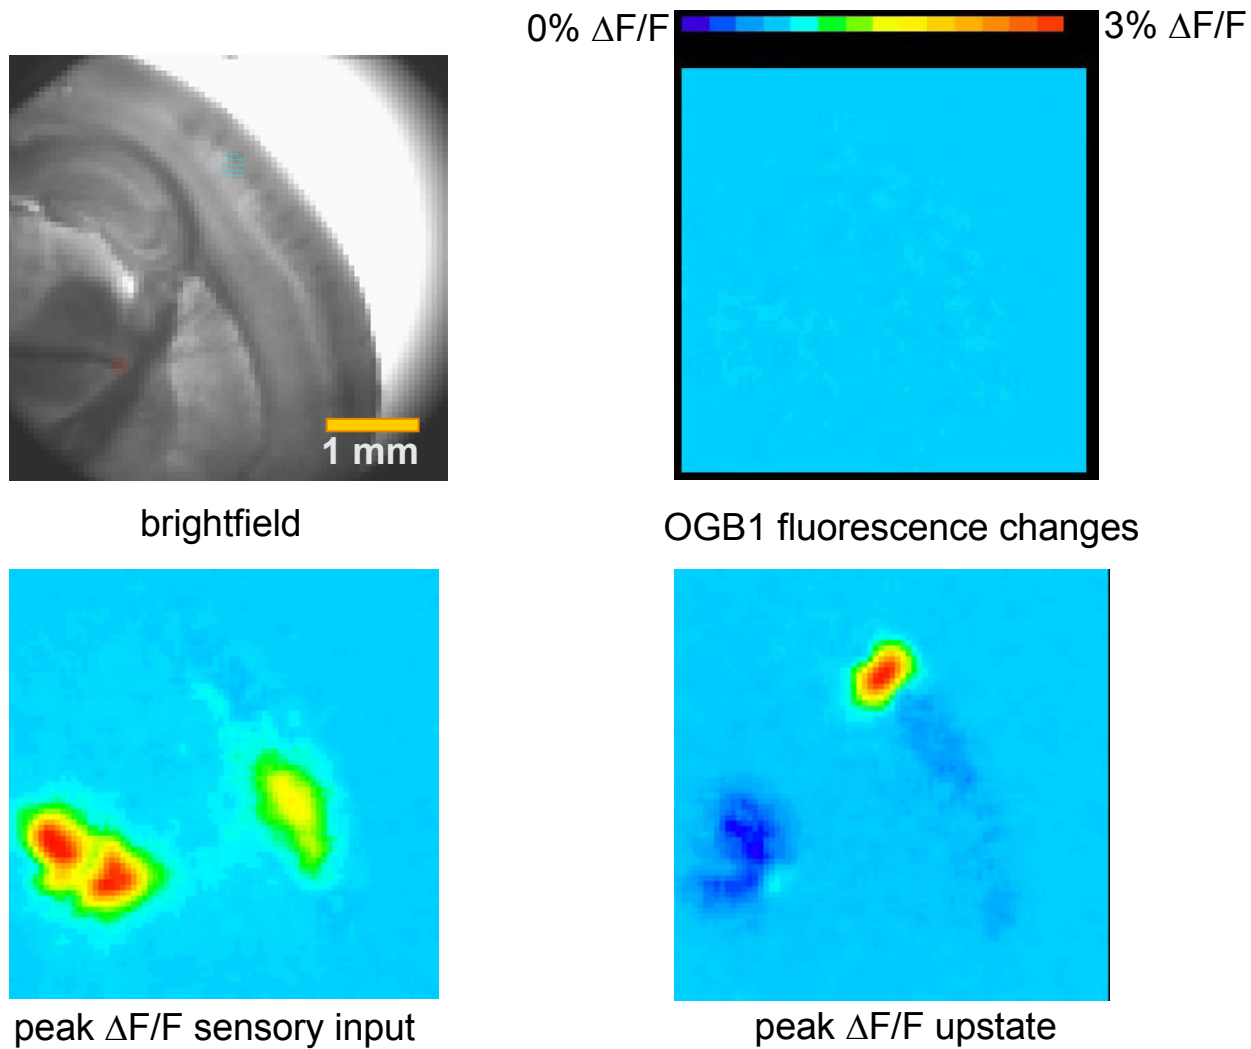 0% ΔF/F
3% ΔF/F
1 mm
brightfield
OGB1 fluorescence changes
peak ΔF/F sensory input
peak ΔF/F upstate